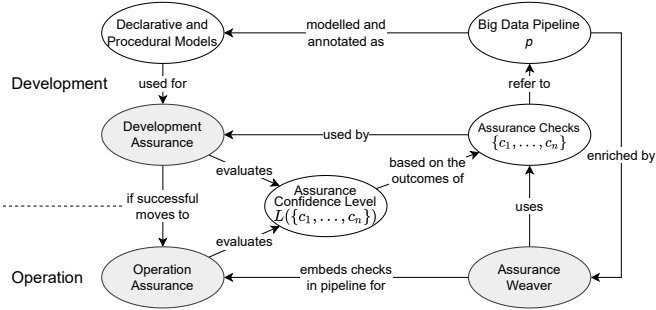 Declarative and
Procedural Models
modelled and
annotated as
Big Data Pipeline
p
Development
used for
refer to
Development
Assurance
used by
Assurance Checks
{c₁, . . . , cₙ}
enriched by
evaluates
based on the
outcomes of
if successful
moves to
Assurance
Confidence Level
L({c₁, . . . , cₙ})
uses
evaluates
Operation
Operation
Assurance
embeds checks
in pipeline for
Assurance
Weaver